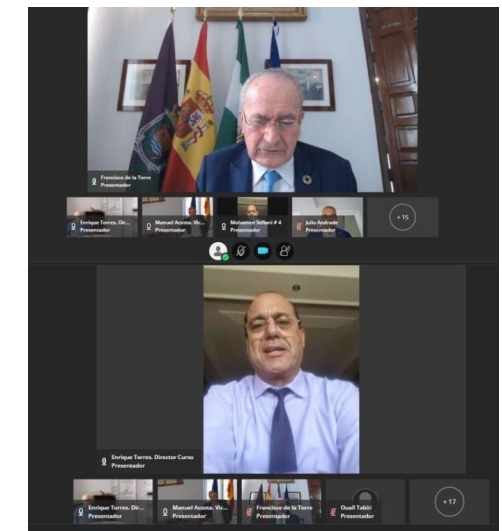 Francisco de la Torre
Presentador
Enrique Torres. Dir...
Presentador
Manuel Acosta. Vic...
Presentador
Mohamed Sefiani # 4
Presentador
Julio Andrade
Presentador
+ 15
Enrique Torres. Director Curso
Presentador
Enrique Torres. Dir...
Presentador
Manuel Acosta. Vic...
Presentador
Francisco de la Torre
Presentador
Ouail Tabiti
Presentador
+ 17